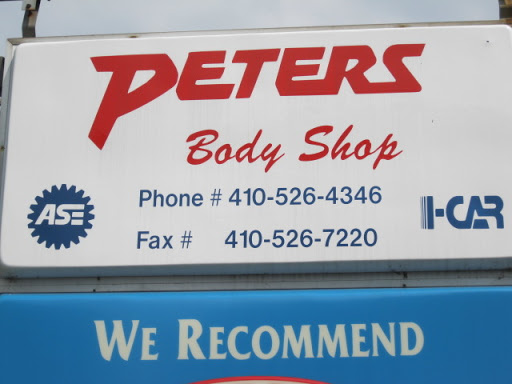 PETERS
Body Shop
Phone # 410-526-4346
ASE
I-CAR
Fax # 410-526-7220
WE RECOMMEND